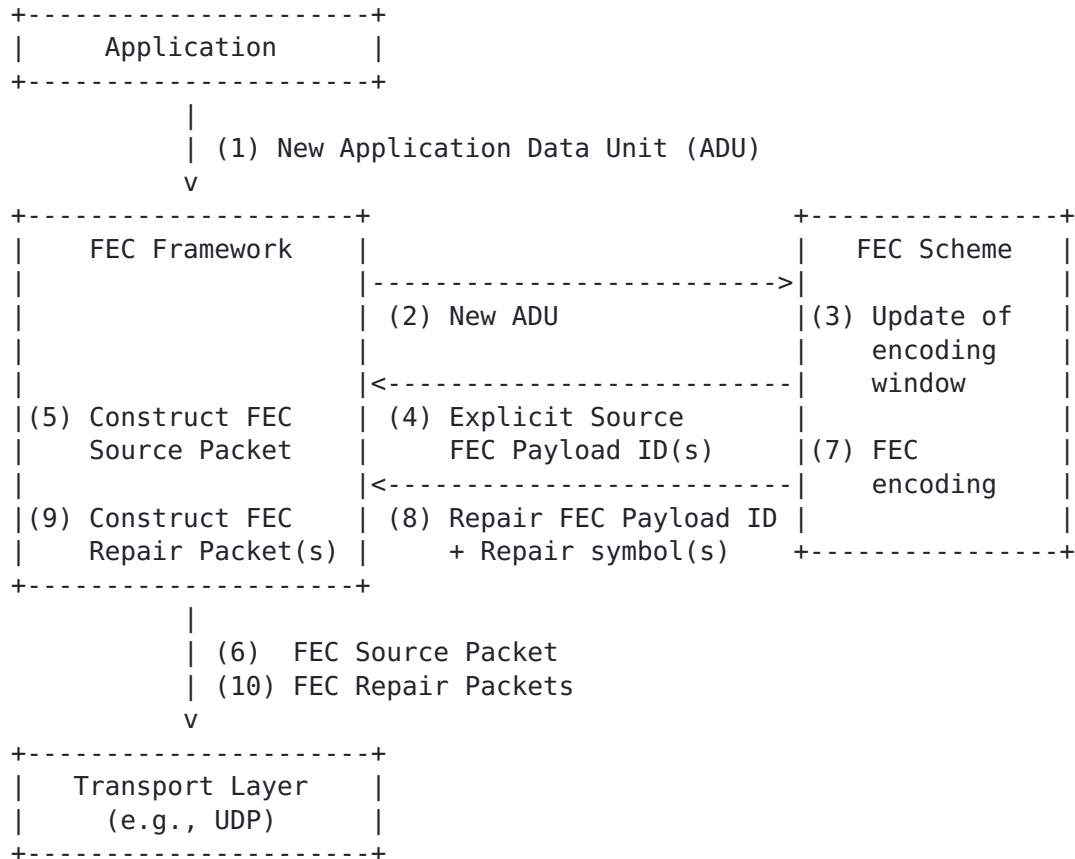 Application
(1) New Application Data Unit (ADU)
FEC Framework FEC Scheme
(2) New ADU (3) Update of
encoding
window
(5) Construct FEC (4) Explicit Source
Source Packet FEC Payload ID(s) (7) FEC
encoding
(9) Construct FEC (8) Repair FEC Payload ID
Repair Packet(s) + Repair symbol(s)
(6) FEC Source Packet
(10) FEC Repair Packets
Transport Layer
(e.g., UDP)